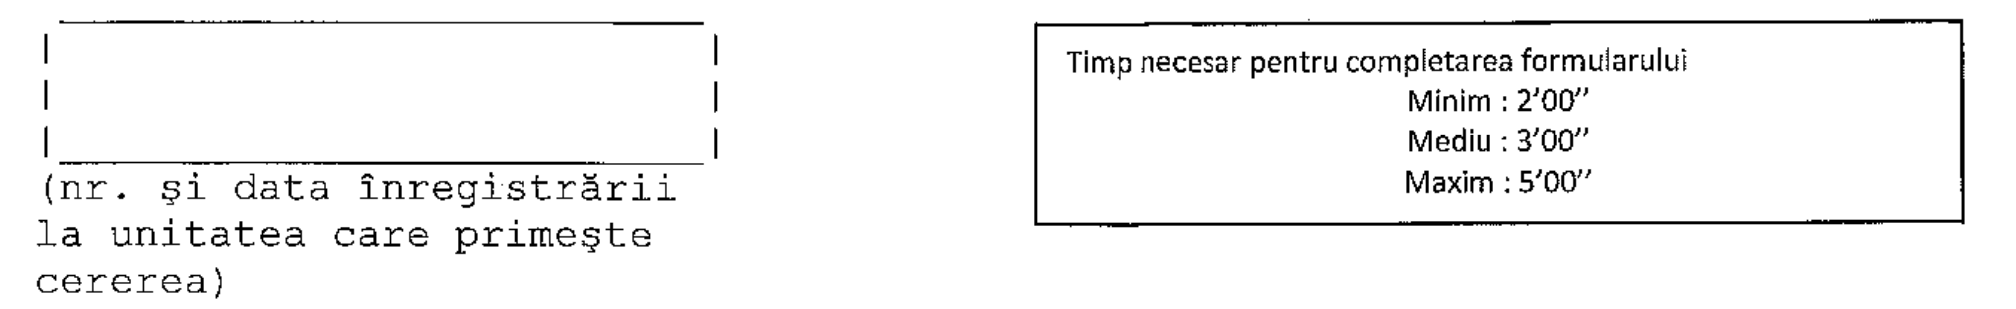 (nr. şi data înregistrării
la unitatea care primeşte
cererea)
Timp necesar pentru completarea formularului
Minim : 2’00’’
Mediu : 3’00’’
Maxim : 5’00’’